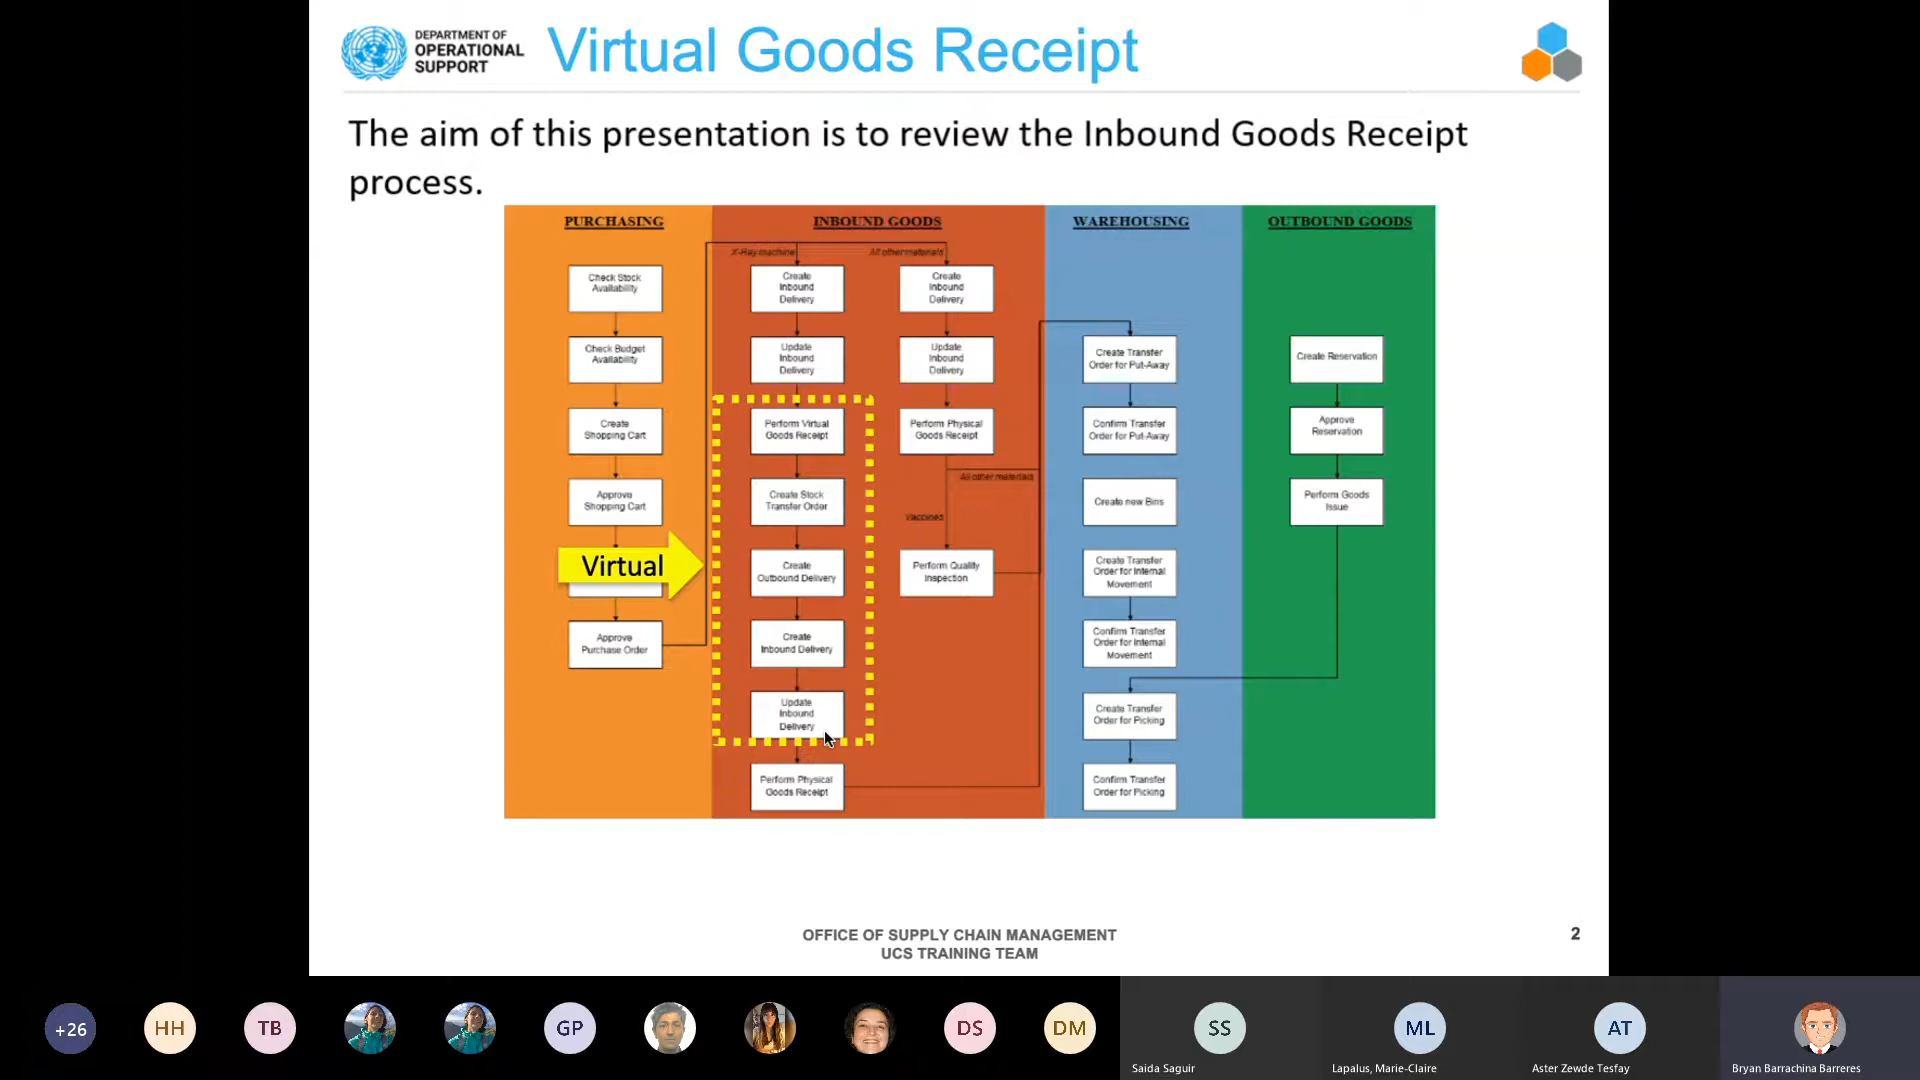 DEPARTMENT OF
OPERATIONAL
SUPPORT
Virtual Goods Receipt
The aim of this presentation is to review the Inbound Goods Receipt
process.
PURCHASING
Check Stock
Availability
Check Budget
Availability
Create
Shopping Cart
Approve
Shopping Cart
Virtual
Approve
Purchase Order
INBOUND GOODS
X-Ray machine
Create
Inbound
Delivery
Update
Inbound
Delivery
Perform Virtual
Goods Receipt
Create Stock
Transfer Order
Create
Outbound Delivery
Create
Inbound Delivery
Update
Inbound
Delivery
Perform Physical
Goods Receipt
All other materials
Create
Inbound
Delivery
Update
Inbound
Delivery
Perform Physical
Goods Receipt
All other materials
Vaccines
Perform Quality
Inspection
WAREHOUSING
Create Transfer
Order for Put-Away
Confirm Transfer
Order for Put-Away
Create new Bins
Create Transfer
Order for Internal
Movement
Confirm Transfer
Order for Internal
Movement
Create Transfer
Order for Picking
Confirm Transfer
Order for Picking
OUTBOUND GOODS
Create Reservation
Approve
Reservation
Perform Goods
Issue
OFFICE OF SUPPLY CHAIN MANAGEMENT
UCS TRAINING TEAM
2
+26
HH
TB
GP
DS
DM
SS
ML
AT
Saida Saguir
Lapalus, Marie-Claire
Aster Zewde Tesfay
Bryan Barrachina Barreres